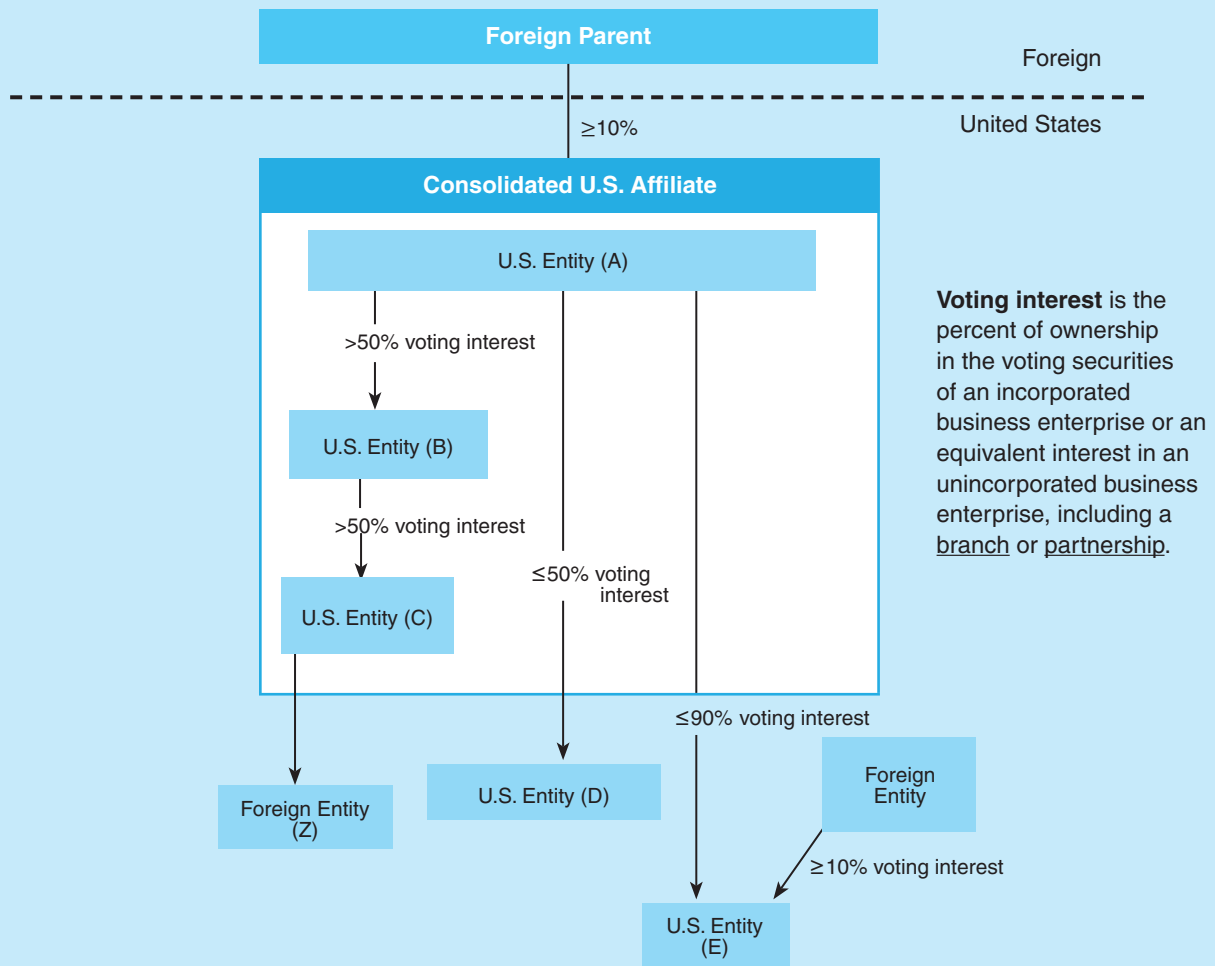 Foreign Parent
Foreign
United States
≥10%
Consolidated U.S. Affiliate
U.S. Entity (A)
>50% voting interest
U.S. Entity (B)
>50% voting interest
U.S. Entity (C)
≤50% voting
interest
≤90% voting interest
Foreign Entity
(Z)
U.S. Entity (D)
Foreign
Entity
≥10% voting interest
U.S. Entity
(E)
Voting interest is the
percent of ownership
in the voting securities
of an incorporated
business enterprise or an
equivalent interest in an
unincorporated business
enterprise, including a
branch or partnership.